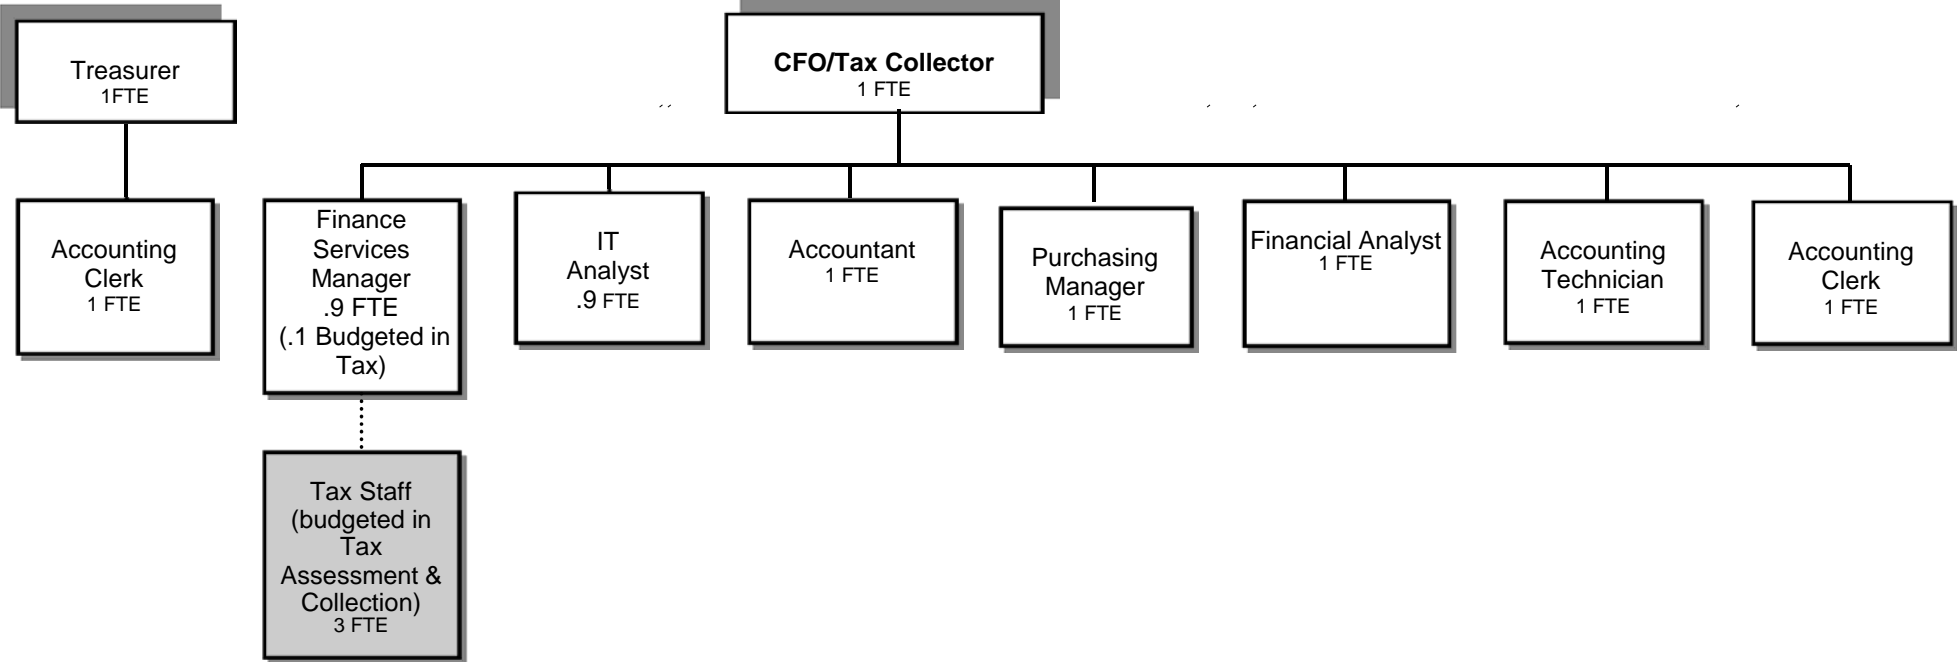 Treasurer
1FTE
CFO/Tax Collector
1 FTE
Accounting
Clerk
1 FTE
Finance
Services
Manager
.9 FTE
(.1 Budgeted in
Tax)
IT
Analyst
.9 FTE
Accountant
1 FTE
Purchasing
Manager
1 FTE
Financial Analyst
1 FTE
Accounting
Technician
1 FTE
Accounting
Clerk
1 FTE
Tax Staff
(budgeted in
Tax
Assessment &
Collection)
3 FTE